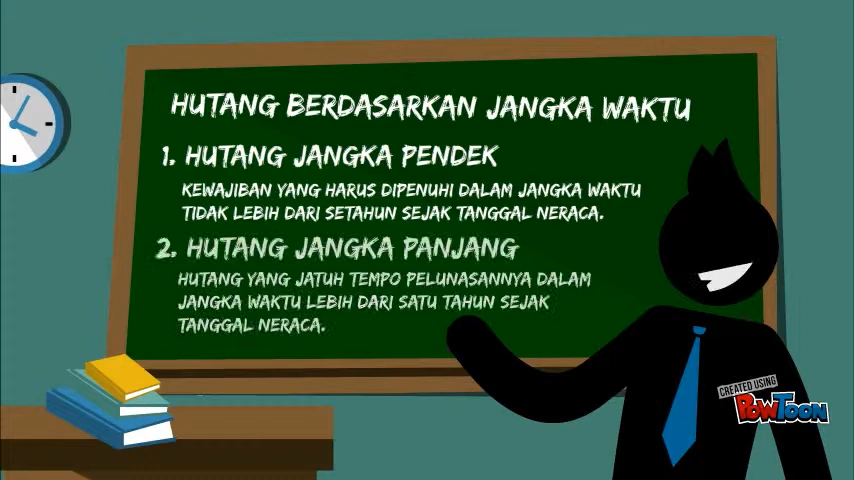 HUTANG BERDASARKAN JANGKA WAKTU
1. HUTANG JANGKA PENDEK
KEWAJIBAN YANG HARUS DIPENUHI DALAM JANGKA WAKTU
TIDAK LEBIH DARI SETAHUN SEJAK TANGGAL NERACA.
2. HUTANG JANGKA PANJANG
HUTANG YANG JATUH TEMPO PELUNASANNYA DALAM
JANGKA WAKTU LEBIH DARI SATU TAHUN SEJAK
TANGGAL NERACA.
CREATED USING
POWTOON